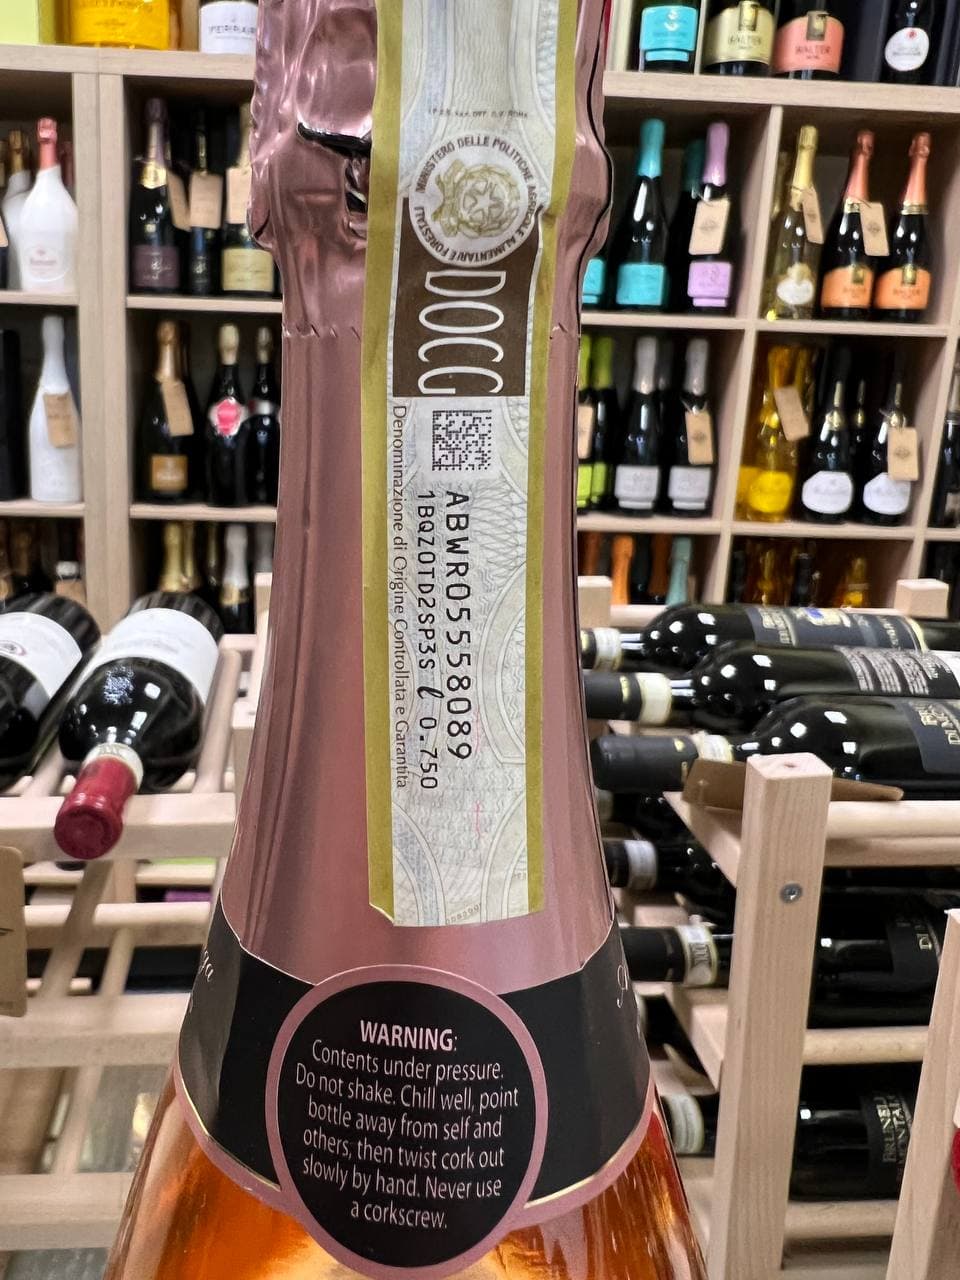 MINISTERO DELLE POLITICHE AGRICOLE ALIMENTARI E FORESTALI
DOCG
Denominazione di Origine Controllata e Garantita
ABWR05558089
1BQZOTD2SP3S ℓ 0.750
WARNING:
Contents under pressure.
Do not shake. Chill well, point
bottle away from self and
others, then twist cork out
slowly by hand. Never use
a corkscrew.
WALTER
WALTER